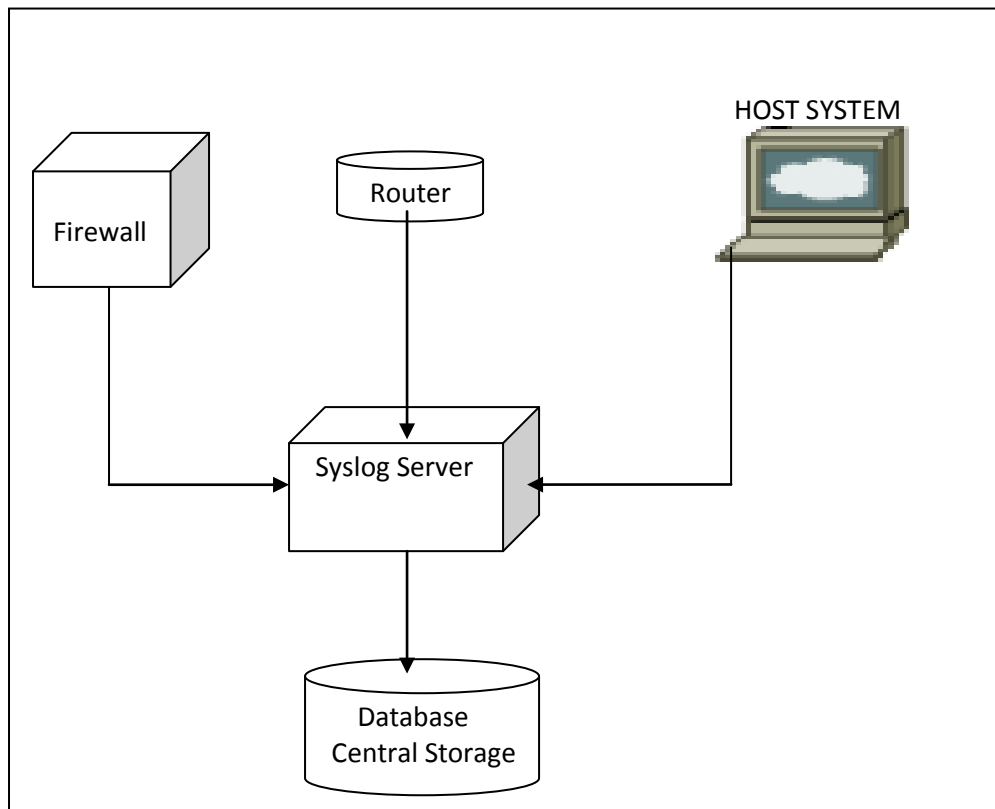 HOST SYSTEM
Router
Firewall
Syslog Server
Database
Central Storage